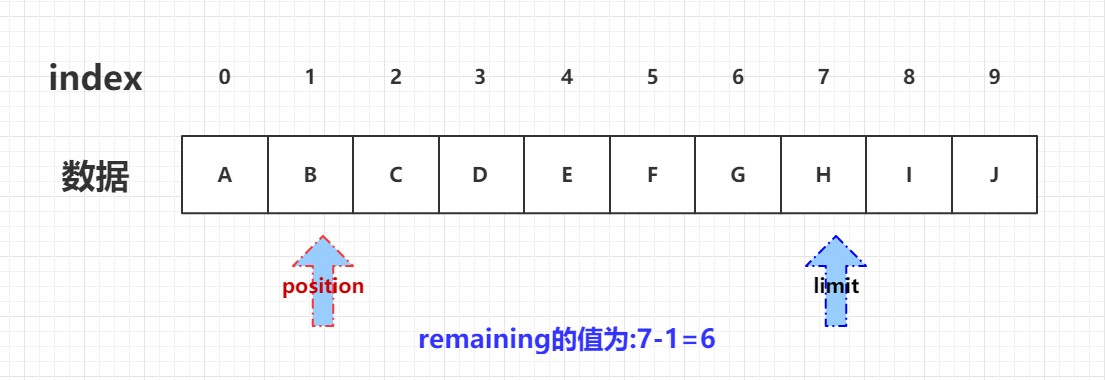 index 0 1 2 3 4 5 6 7 8 9
数据 A B C D E F G H I J
position limit
remaining的值为:7-1=6